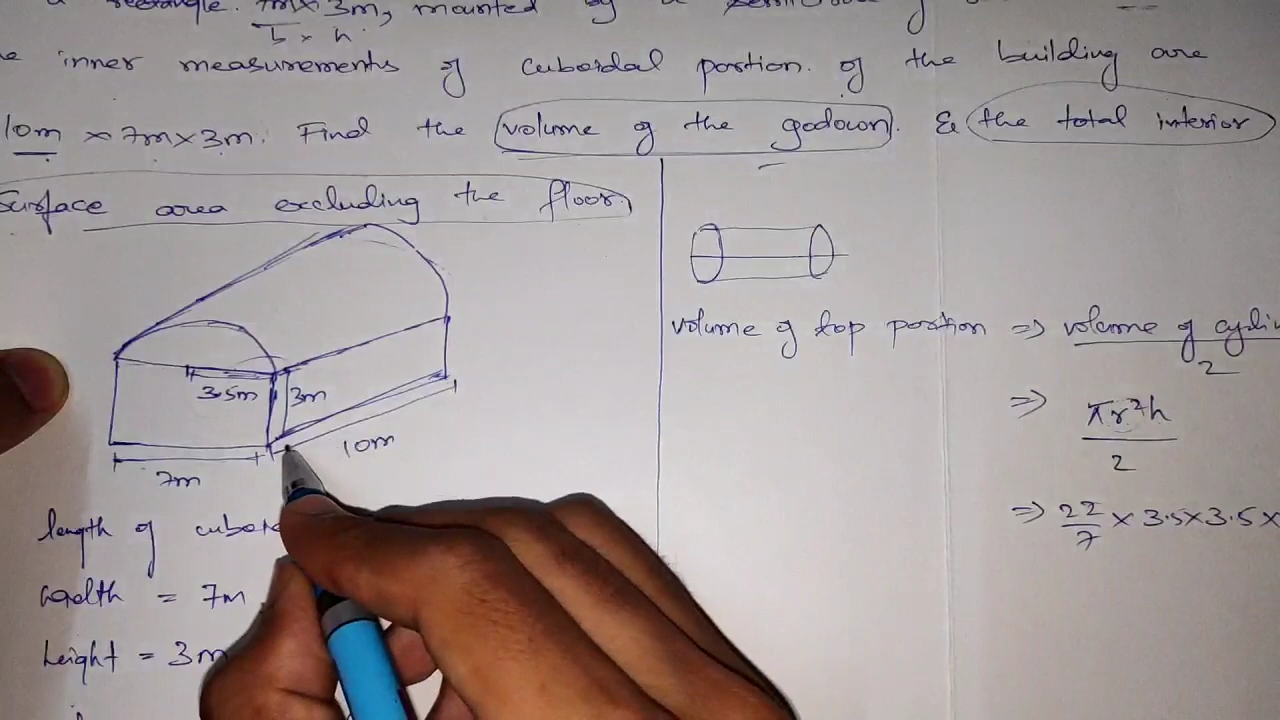 a rectangle 7m x 3m, mounted by a
b x h
inner measurements of cuboidal portion. of the building are
10m x 7m x 3m. Find the volume of the godown. & the total interior
Surface area excluding the floor.
3.5m
3m
10m
7m
length of
width = 7m
height = 3m
volume of top portion => volume of
2
=> πr²h
2
=> 22 x 3.5 x 3.5 x
7